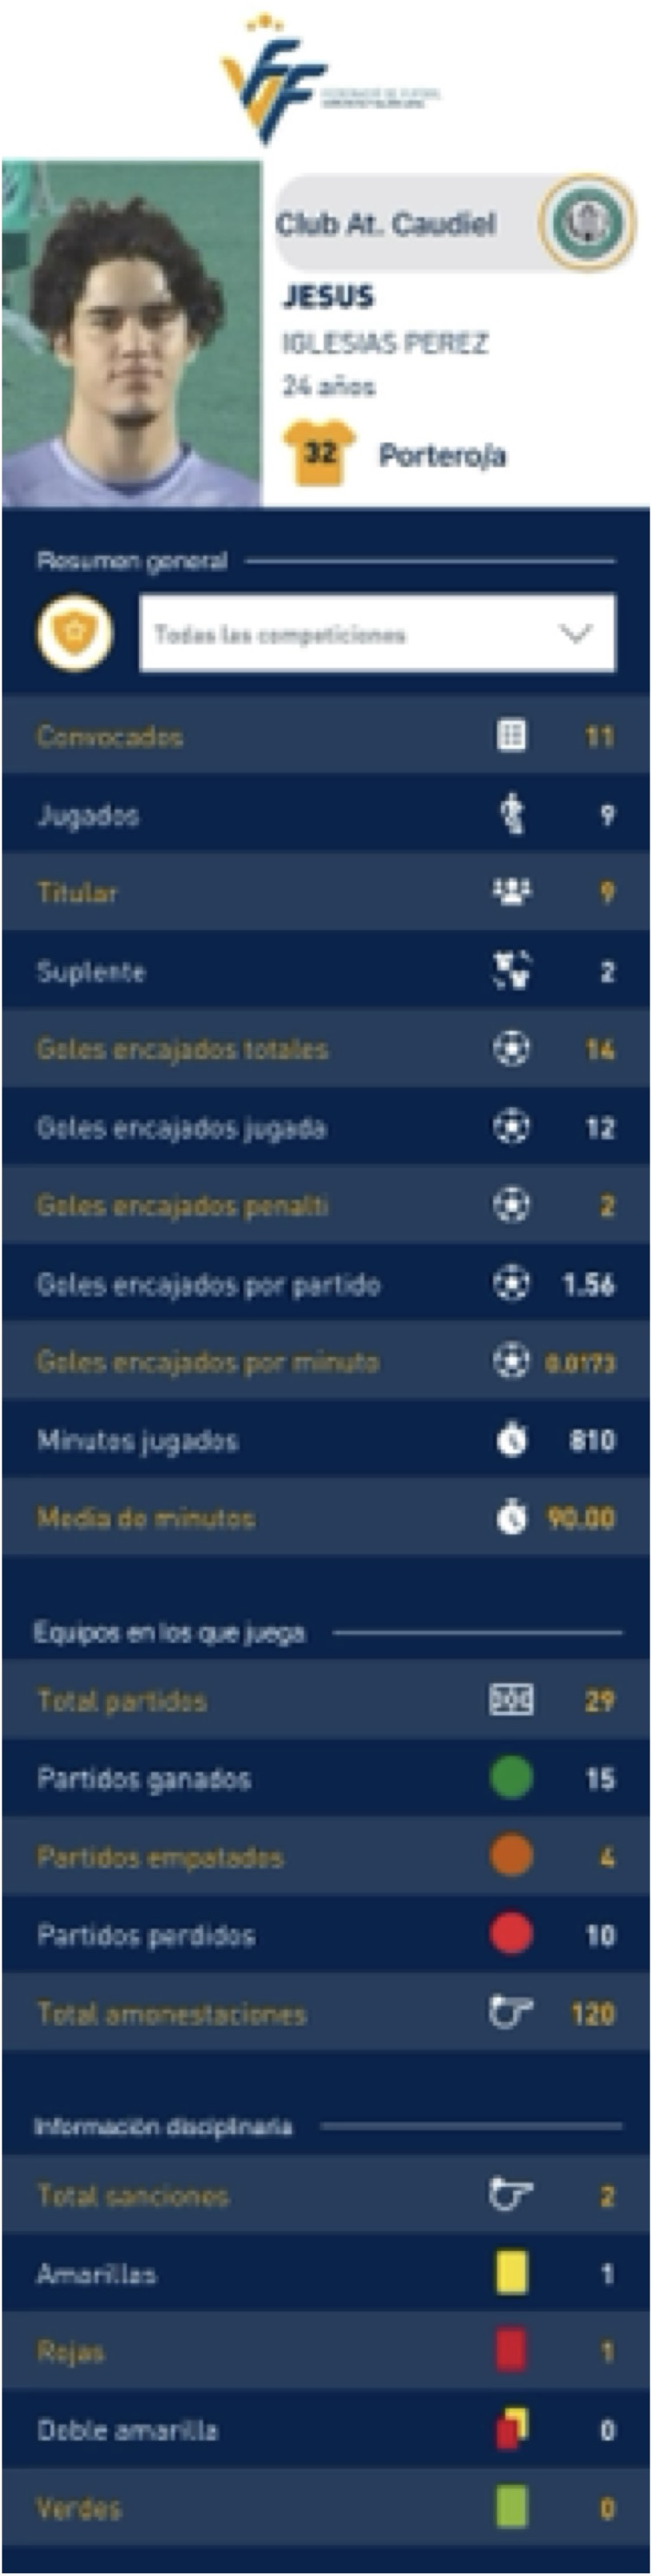 Club At. Caudiel
JESUS
IGLESIAS PEREZ
24 años
32 Portero/a
Resumen general
Todas las competiciones
Convocados 11
Jugados 9
Titular 9
Suplente 2
Goles encajados totales 14
Goles encajados jugada 12
Goles encajados penalti 2
Goles encajados por partido 1.56
Goles encajados por minuto 0.0173
Minutos jugados 810
Media de minutos 90.00
Equipos en los que juega
Total partidos 29
Partidos ganados 15
Partidos empatados 4
Partidos perdidos 10
Total amonestaciones 120
Información disciplinaria
Total sanciones 2
Amarillas 1
Rojas 1
Doble amarilla 0
Verdes 0